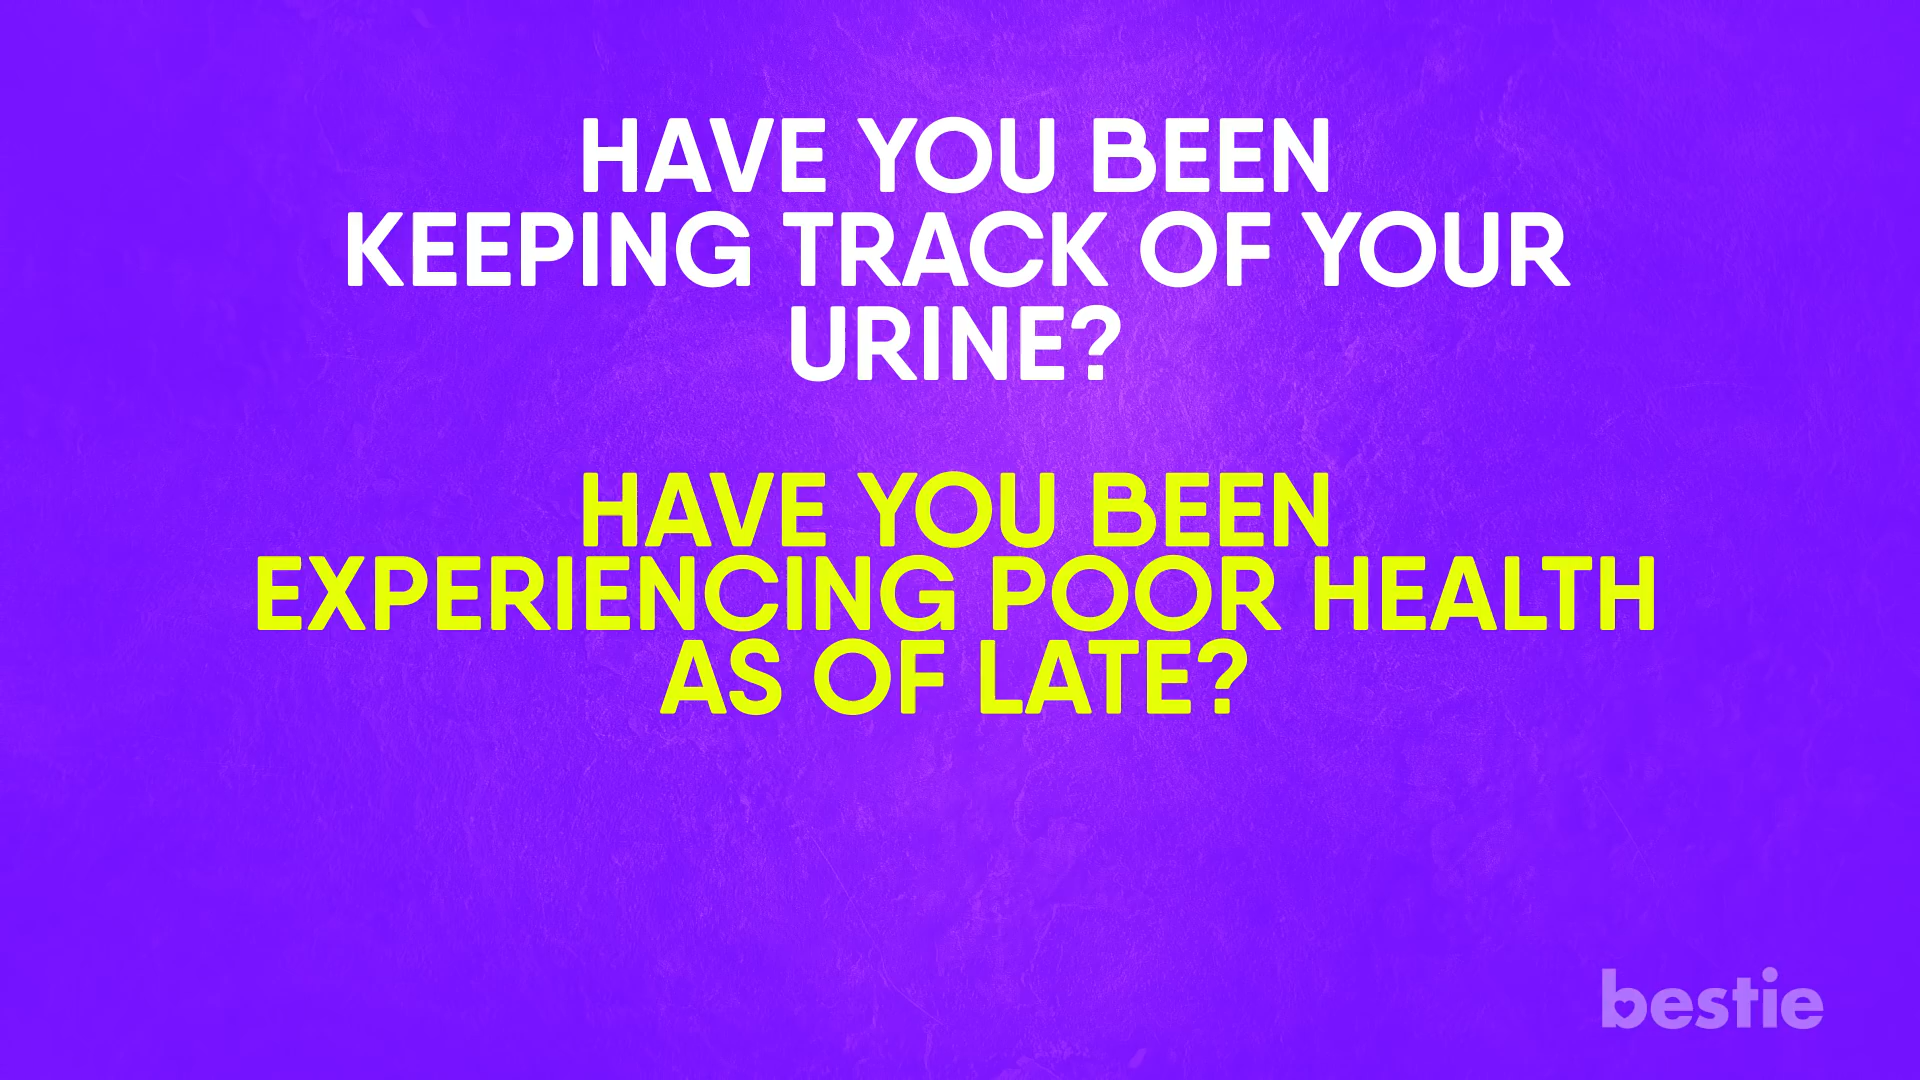 HAVE YOU BEEN
KEEPING TRACK OF YOUR
URINE?
HAVE YOU BEEN
EXPERIENCING POOR HEALTH
AS OF LATE?
bestie